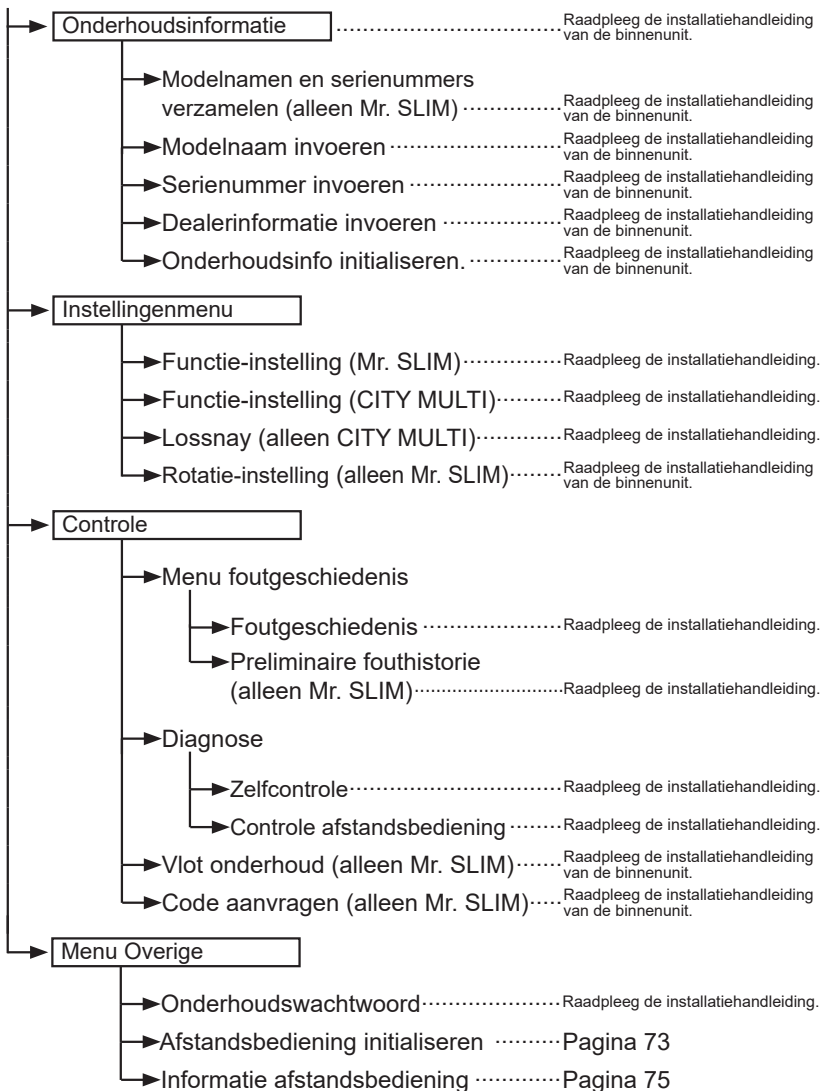 Onderhoudsinformatie ........................................ Raadpleeg de installatiehandleiding
van de binnenunit.
Modelnamen en serienummers
verzamelen (alleen Mr. SLIM) ................ Raadpleeg de installatiehandleiding
van de binnenunit.
Modelnaam invoeren ............................ Raadpleeg de installatiehandleiding
van de binnenunit.
Serienummer invoeren ......................... Raadpleeg de installatiehandleiding
van de binnenunit.
Dealerinformatie invoeren .................... Raadpleeg de installatiehandleiding
van de binnenunit.
Onderhoudsinfo initialiseren. ............... Raadpleeg de installatiehandleiding
van de binnenunit.
Instellingenmenu
Functie-instelling (Mr. SLIM) ................ Raadpleeg de installatiehandleiding.
Functie-instelling (CITY MULTI) .......... Raadpleeg de installatiehandleiding.
Lossnay (alleen CITY MULTI) ............. Raadpleeg de installatiehandleiding.
Rotatie-instelling (alleen Mr. SLIM) ........ Raadpleeg de installatiehandleiding
van de binnenunit.
Controle
Menu foutgeschiedenis
Foutgeschiedenis ....................... Raadpleeg de installatiehandleiding.
Preliminaire fouthistorie
(alleen Mr. SLIM) ............................ Raadpleeg de installatiehandleiding.
Diagnose
Zelfcontrole ................................... Raadpleeg de installatiehandleiding.
Controle afstandsbediening ......... Raadpleeg de installatiehandleiding.
Vlot onderhoud (alleen Mr. SLIM) ....... Raadpleeg de installatiehandleiding
van de binnenunit.
Code aanvragen (alleen Mr. SLIM) ..... Raadpleeg de installatiehandleiding
van de binnenunit.
Menu Overige
Onderhoudswachtwoord ....................... Raadpleeg de installatiehandleiding.
Afstandsbediening initialiseren .......... Pagina 73
Informatie afstandsbediening ............. Pagina 75